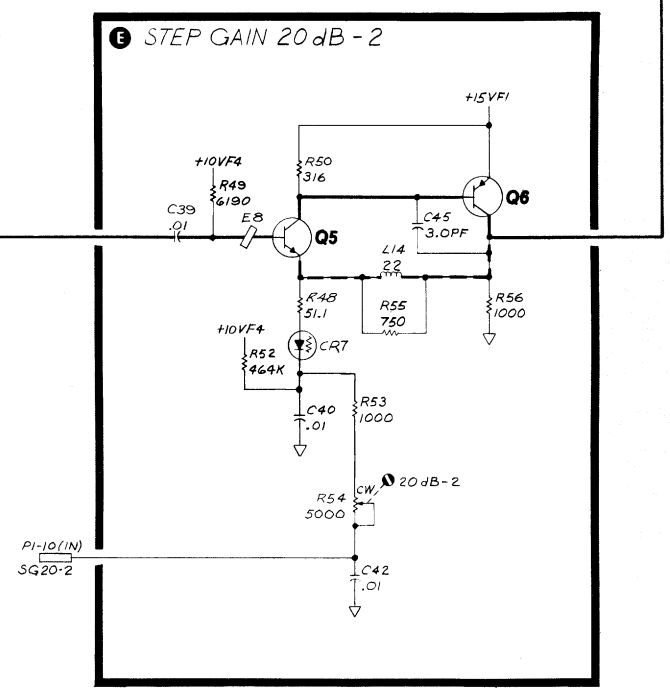 E STEP GAIN 20 dB - 2
+15VF1
+10VF4
R50
316
R49
6190
C39
.01
E8
Q5
Q6
C45
3.0PF
L14
22
R48
51.1
R55
750
R56
1000
+10VF4
R52
464K
CR7
C40
.01
R53
1000
R54
5000
CW
20 dB-2
P1-10(IN)
SG20-2
C42
.01